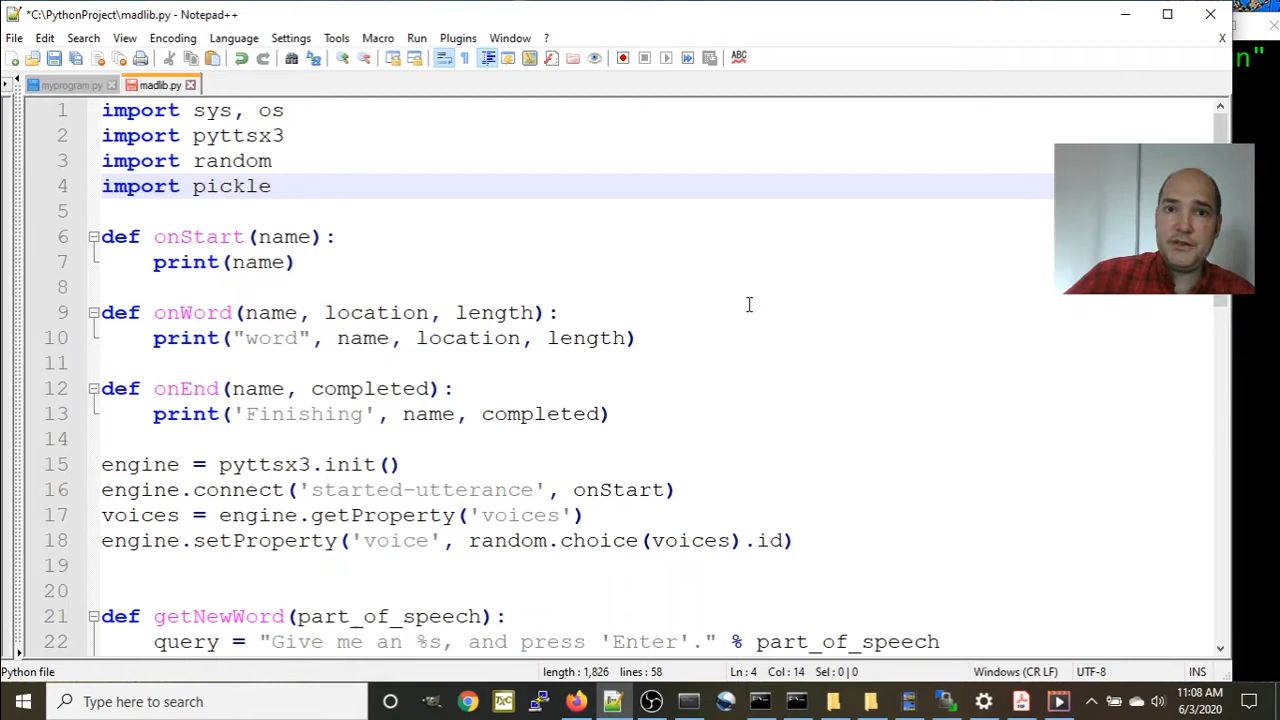 *C:\PythonProject\madlib.py - Notepad++
File Edit Search View Encoding Language Settings Tools Macro Run Plugins Window ? X
myprogram.py madlib.py
n"
1 import sys, os
2 import pyttsx3
3 import random
4 import pickle
5
6 def onStart(name):
7 print(name)
8
9 def onWord(name, location, length):
10 print("word", name, location, length)
11
12 def onEnd(name, completed):
13 print('Finishing', name, completed)
14
15 engine = pyttsx3.init()
16 engine.connect('started-utterance', onStart)
17 voices = engine.getProperty('voices')
18 engine.setProperty('voice', random.choice(voices).id)
19
20
21 def getNewWord(part_of_speech):
22 query = "Give me an %s, and press 'Enter'." % part_of_speech
Python file length : 1,826 lines : 58 Ln : 4 Col : 14 Sel : 0 | 0 Windows (CR LF) UTF-8 INS
Type here to search
11:08 AM
6/3/2020